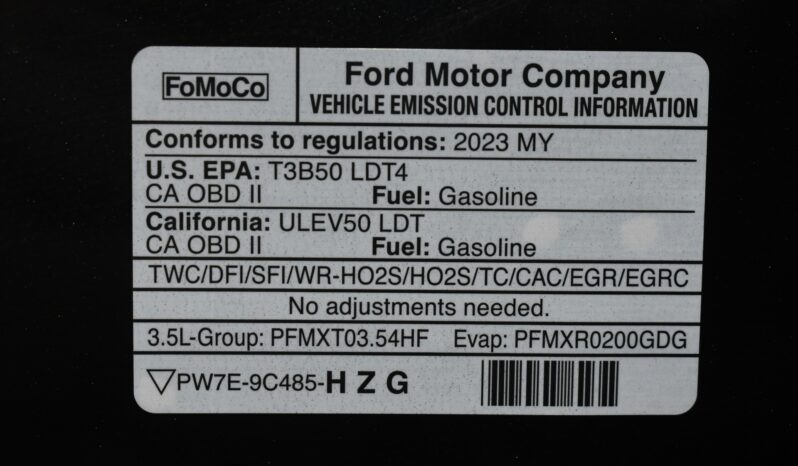 FoMoCo
Ford Motor Company
VEHICLE EMISSION CONTROL INFORMATION
Conforms to regulations: 2023 MY
U.S. EPA: T3B50 LDT4
CA OBD II Fuel: Gasoline
California: ULEV50 LDT
CA OBD II Fuel: Gasoline
TWC/DFI/SFI/WR-HO2S/HO2S/TC/CAC/EGR/EGRC
No adjustments needed.
3.5L-Group: PFMXT03.54HF Evap: PFMXR0200GDG
▽PW7E-9C485-H Z G